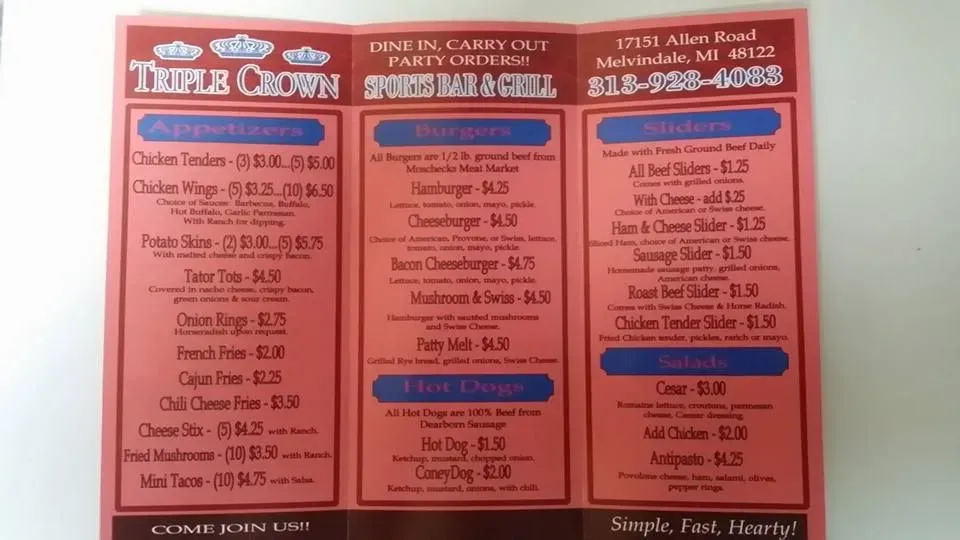 TRIPLE CROWN
Appetizers
Chicken Tenders - (3) $3.00...(5) $5.00
Chicken Wings - (5) $3.25...(10) $6.50
Choice of Sauces: Barbecue, Buffalo,
Hot Buffalo, Garlic Parmesan.
With Ranch for dipping.
Potato Skins - (2) $3.00...(5) $5.75
With melted cheese and crispy bacon.
Tator Tots - $4.50
Covered in nacho cheese, crispy bacon,
green onions & sour cream.
Onion Rings - $2.75
Horseradish upon request.
French Fries - $2.00
Cajun Fries - $2.25
Chili Cheese Fries - $3.50
Cheese Stix - (5) $4.25 with Ranch.
Fried Mushrooms - (10) $3.50 with Ranch.
Mini Tacos - (10) $4.75 with Salsa.
COME JOIN US!!
DINE IN, CARRY OUT
PARTY ORDERS!!
SPORTS BAR & GRILL
Burgers
All Burgers are 1/2 lb. ground beef from
Moschecks Meat Market
Hamburger - $4.25
Lettuce, tomato, onion, mayo, pickle.
Cheeseburger - $4.50
Choice of American, Provone, or Swiss, lettuce,
tomato, onion, mayo, pickle.
Bacon Cheeseburger - $4.75
Lettuce, tomato, onion, mayo, pickle.
Mushroom & Swiss - $4.50
Hamburger with sautéd mushrooms
and Swiss Cheese.
Patty Melt - $4.50
Grilled Rye bread, grilled onions, Swiss Cheese.
Hot Dogs
All Hot Dogs are 100% Beef from
Dearborn Sausage
Hot Dog - $1.50
Ketchup, mustard, chopped onion.
ConeyDog - $2.00
Ketchup, mustard, onions, with chili.
17151 Allen Road
Melvindale, MI 48122
313-928-4083
Sliders
Made with Fresh Ground Beef Daily
All Beef Sliders - $1.25
Comes with grilled onions.
With Cheese - add $.25
Choice of American or Swiss cheese.
Ham & Cheese Slider - $1.25
Sliced Ham, choice of American or Swiss cheese.
Sausage Slider - $1.50
Homemade sausage patty, grilled onions,
American cheese.
Roast Beef Slider - $1.50
Comes with Swiss Cheese & Horse Radish.
Chicken Tender Slider - $1.50
Fried Chicken tender, pickles, ranch or mayo.
Salads
Cesar - $3.00
Romaine lettuce, croutons, parmesan
cheese, Caesar dressing.
Add Chicken - $2.00
Antipasto - $4.25
Povolone cheese, ham, salami, olives,
pepper rings.
Simple, Fast, Hearty!